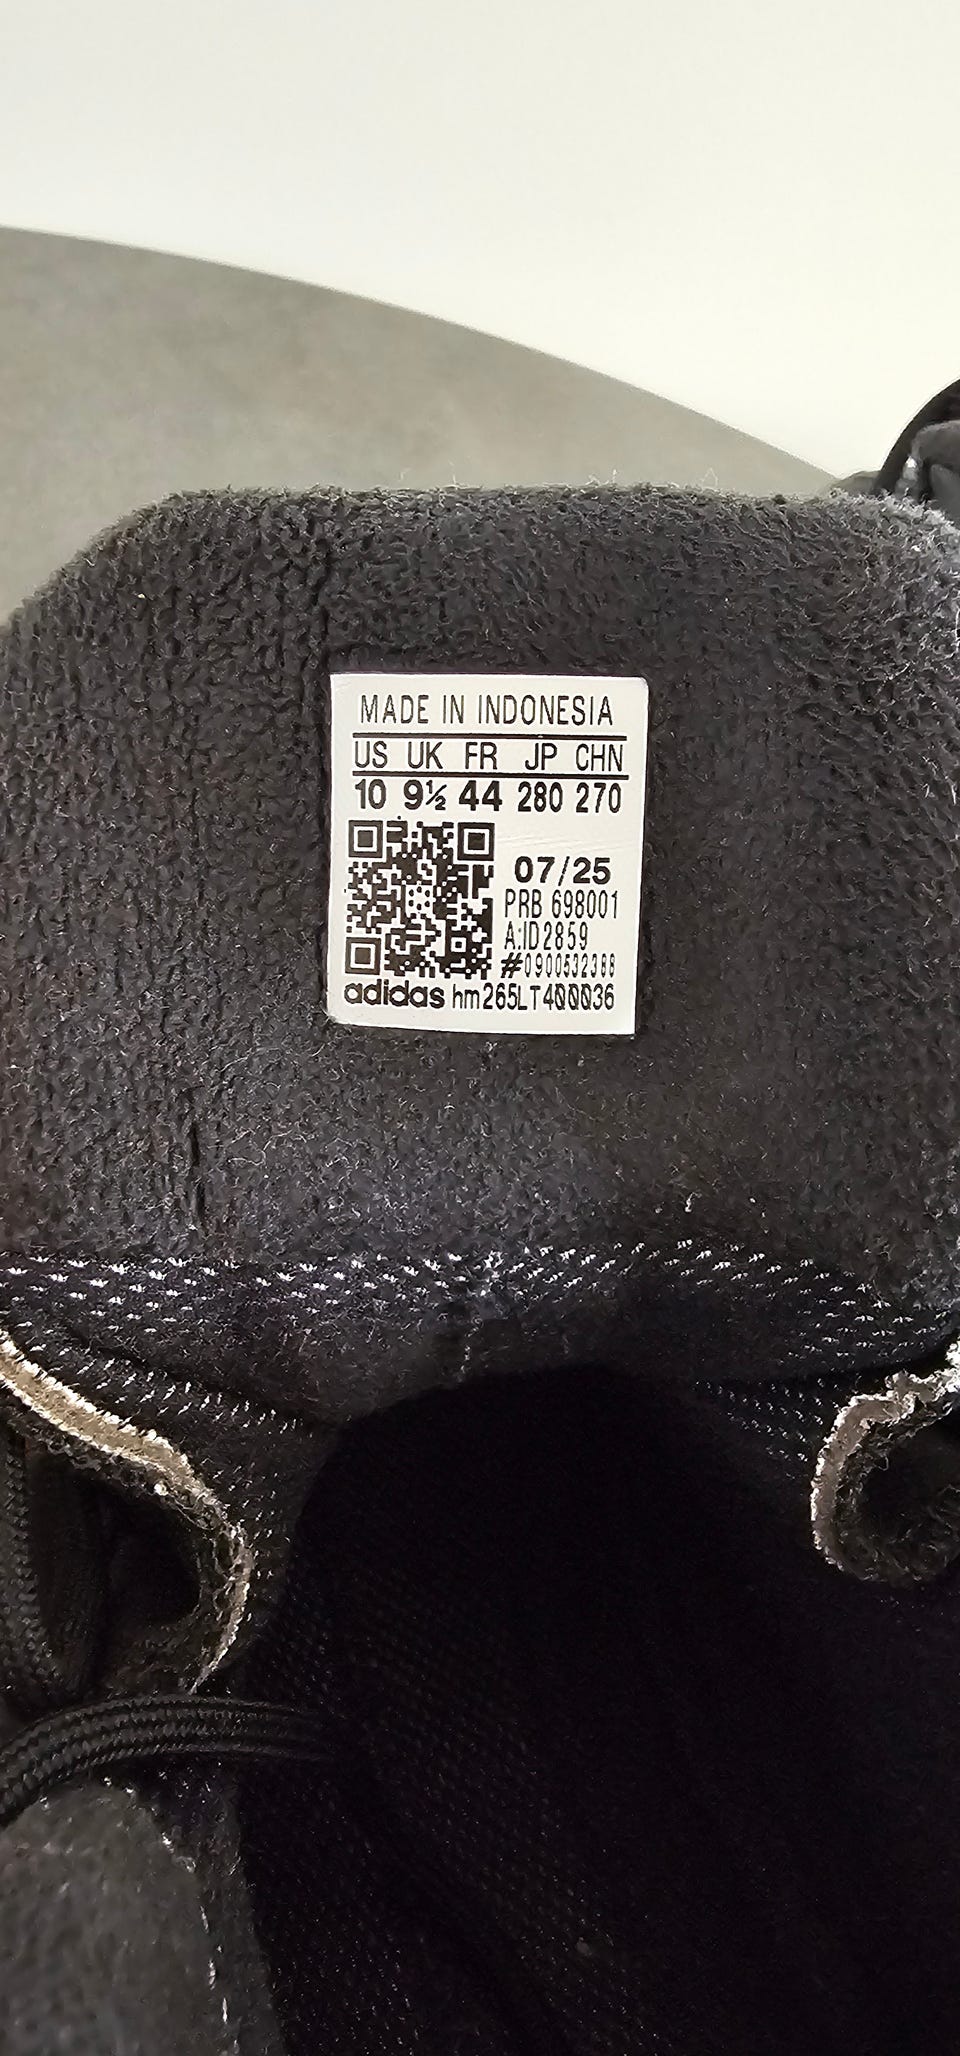 MADE IN INDONESIA
US UK FR JP CHN
10 9½ 44 280 270
07/25
PRB 698001
A:ID2859
#0900532388
adidas hm265LT400036